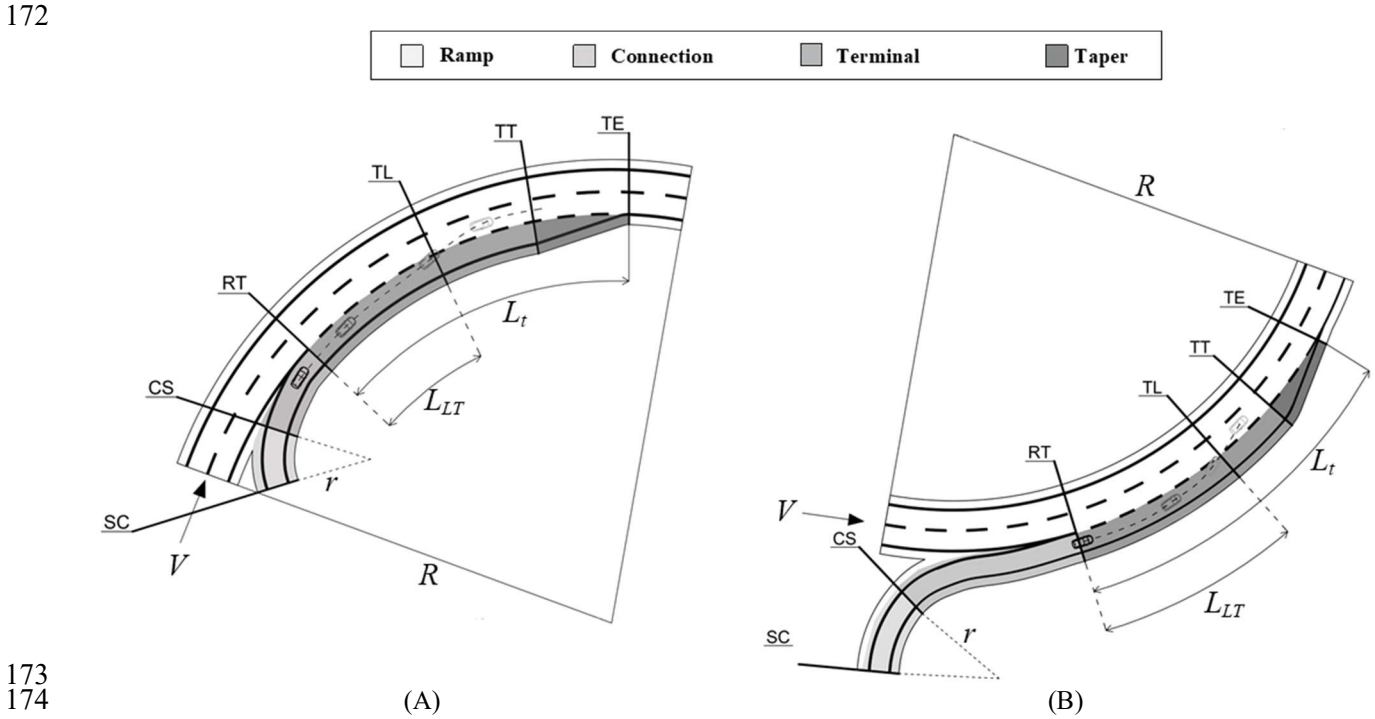 172
Ramp Connection Terminal Taper
TE
TT
TL
RT
CS
SC
V
r
R
L_t
L_LT
R
TE
TT
TL
RT
V
CS
SC
r
L_t
L_LT
173
174 (A) (B)